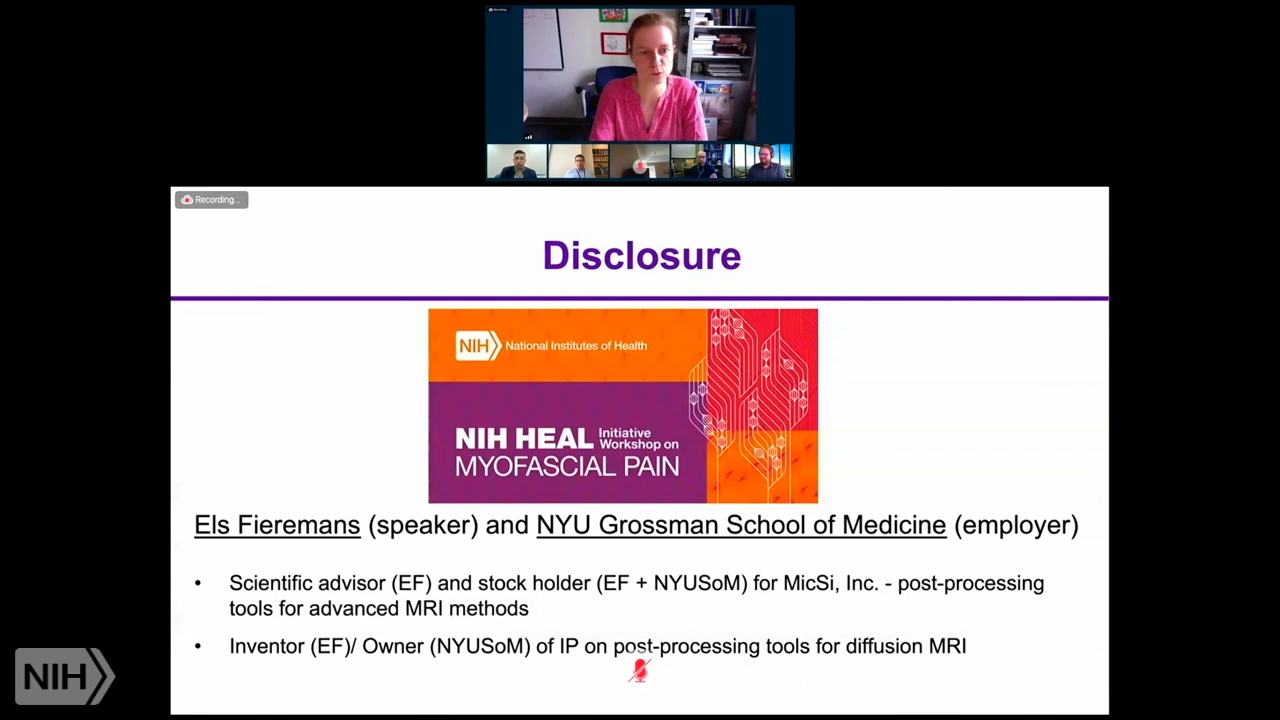 Recording...
Recording...
Disclosure
NIH National Institutes of Health
NIH HEAL Initiative Workshop on
MYOFASCIAL PAIN
Els Fieremans (speaker) and NYU Grossman School of Medicine (employer)
• Scientific advisor (EF) and stock holder (EF + NYUSoM) for MicSi, Inc. - post-processing
tools for advanced MRI methods
• Inventor (EF)/ Owner (NYUSoM) of IP on post-processing tools for diffusion MRI
NIH